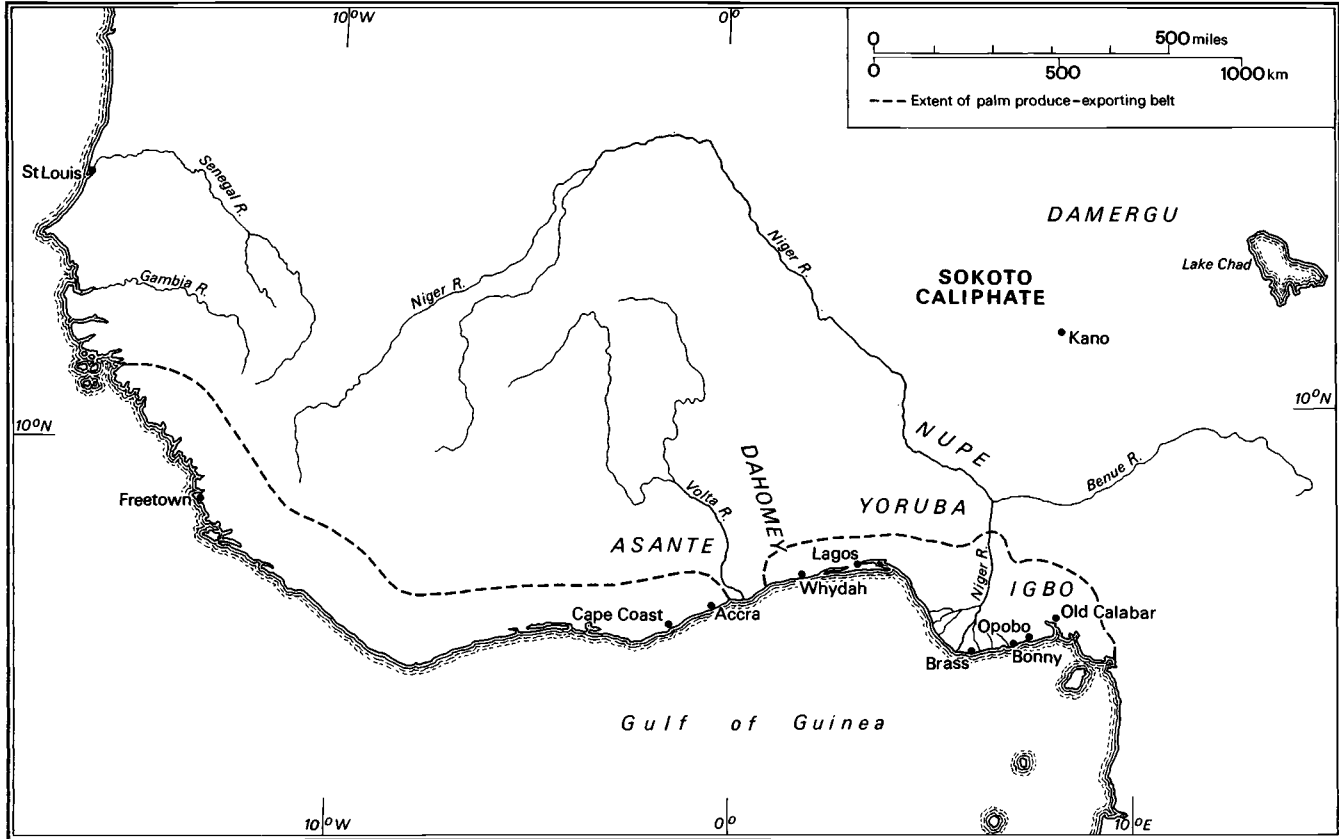 10°W
0°
0
500 miles
0
500
1000 km
Extent of palm produce-exporting belt
St Louis
Senegal R.
Gambia R.
Niger R.
Niger R.
DAMERGU
Lake Chad
SOKOTO
CALIPHATE
Kano
10°N
10°N
NUPE
Benue R.
DAHOMEY
Volta R.
YORUBA
Freetown
ASANTE
Lagos
Whydah
Niger R.
IGBO
Cape Coast
Accra
Opobo
Old Calabar
Brass
Bonny
Gulf of Guinea
10°W
0°
10°E